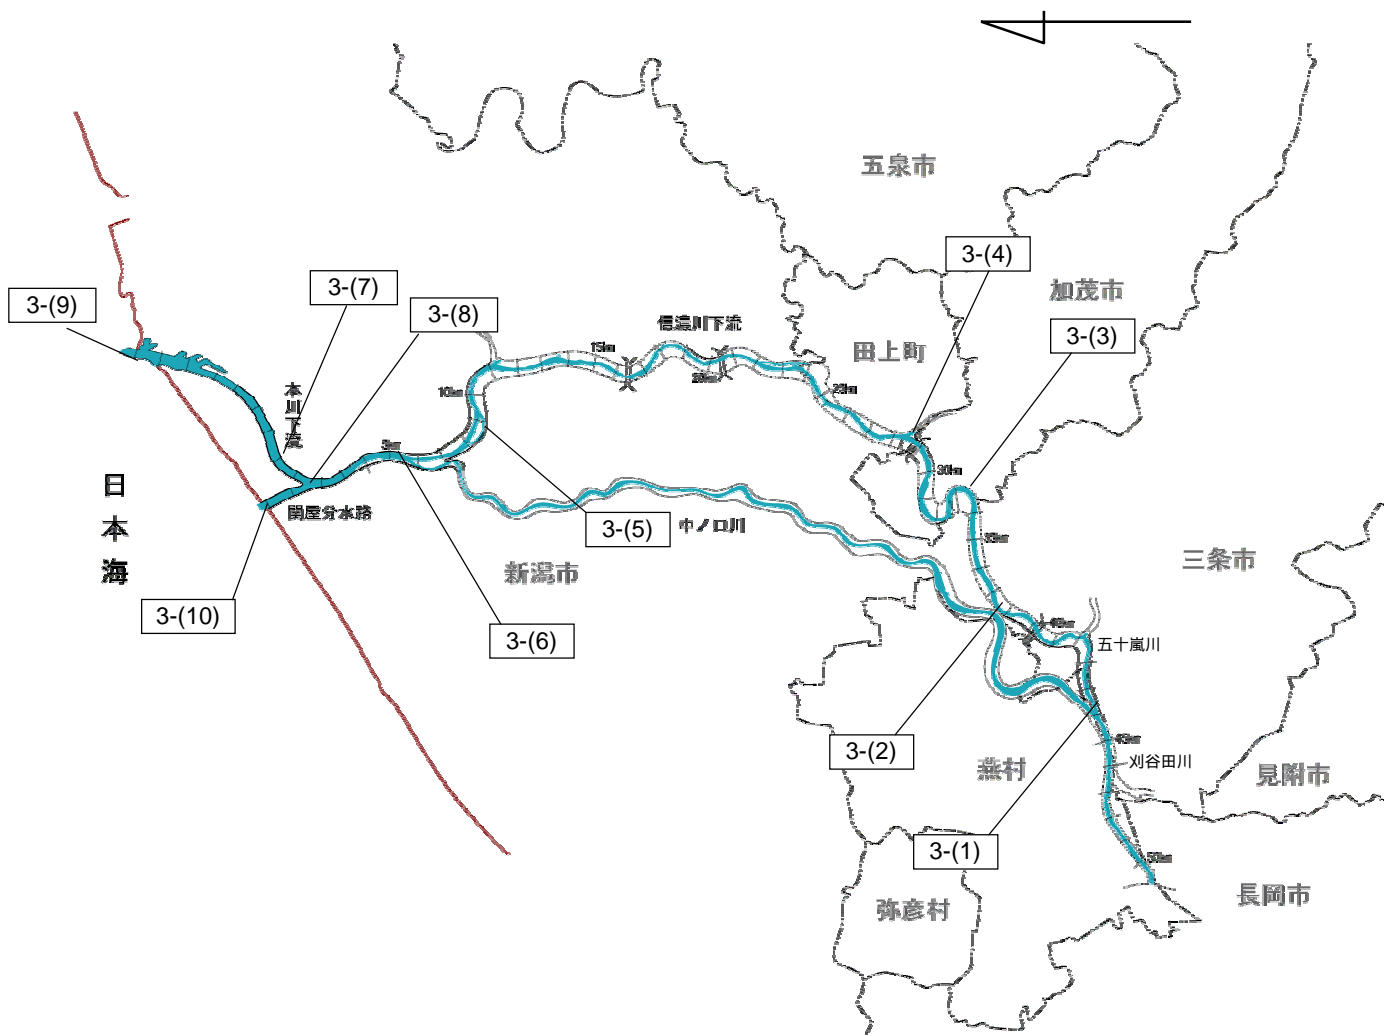 五泉市
3-(4)
3-(9)
3-(7)
3-(8)
加茂市
信濃川下流
田上町
3-(3)
15km
20km
10km
25km
本川下流
5km
30km
日本海
関屋分水路
3-(5)
中ノ口川
35km
新潟市
三条市
3-(10)
3-(6)
40km
五十嵐川
3-(2)
45km
燕村
刈谷田川
見附市
3-(1)
50km
長岡市
弥彦村